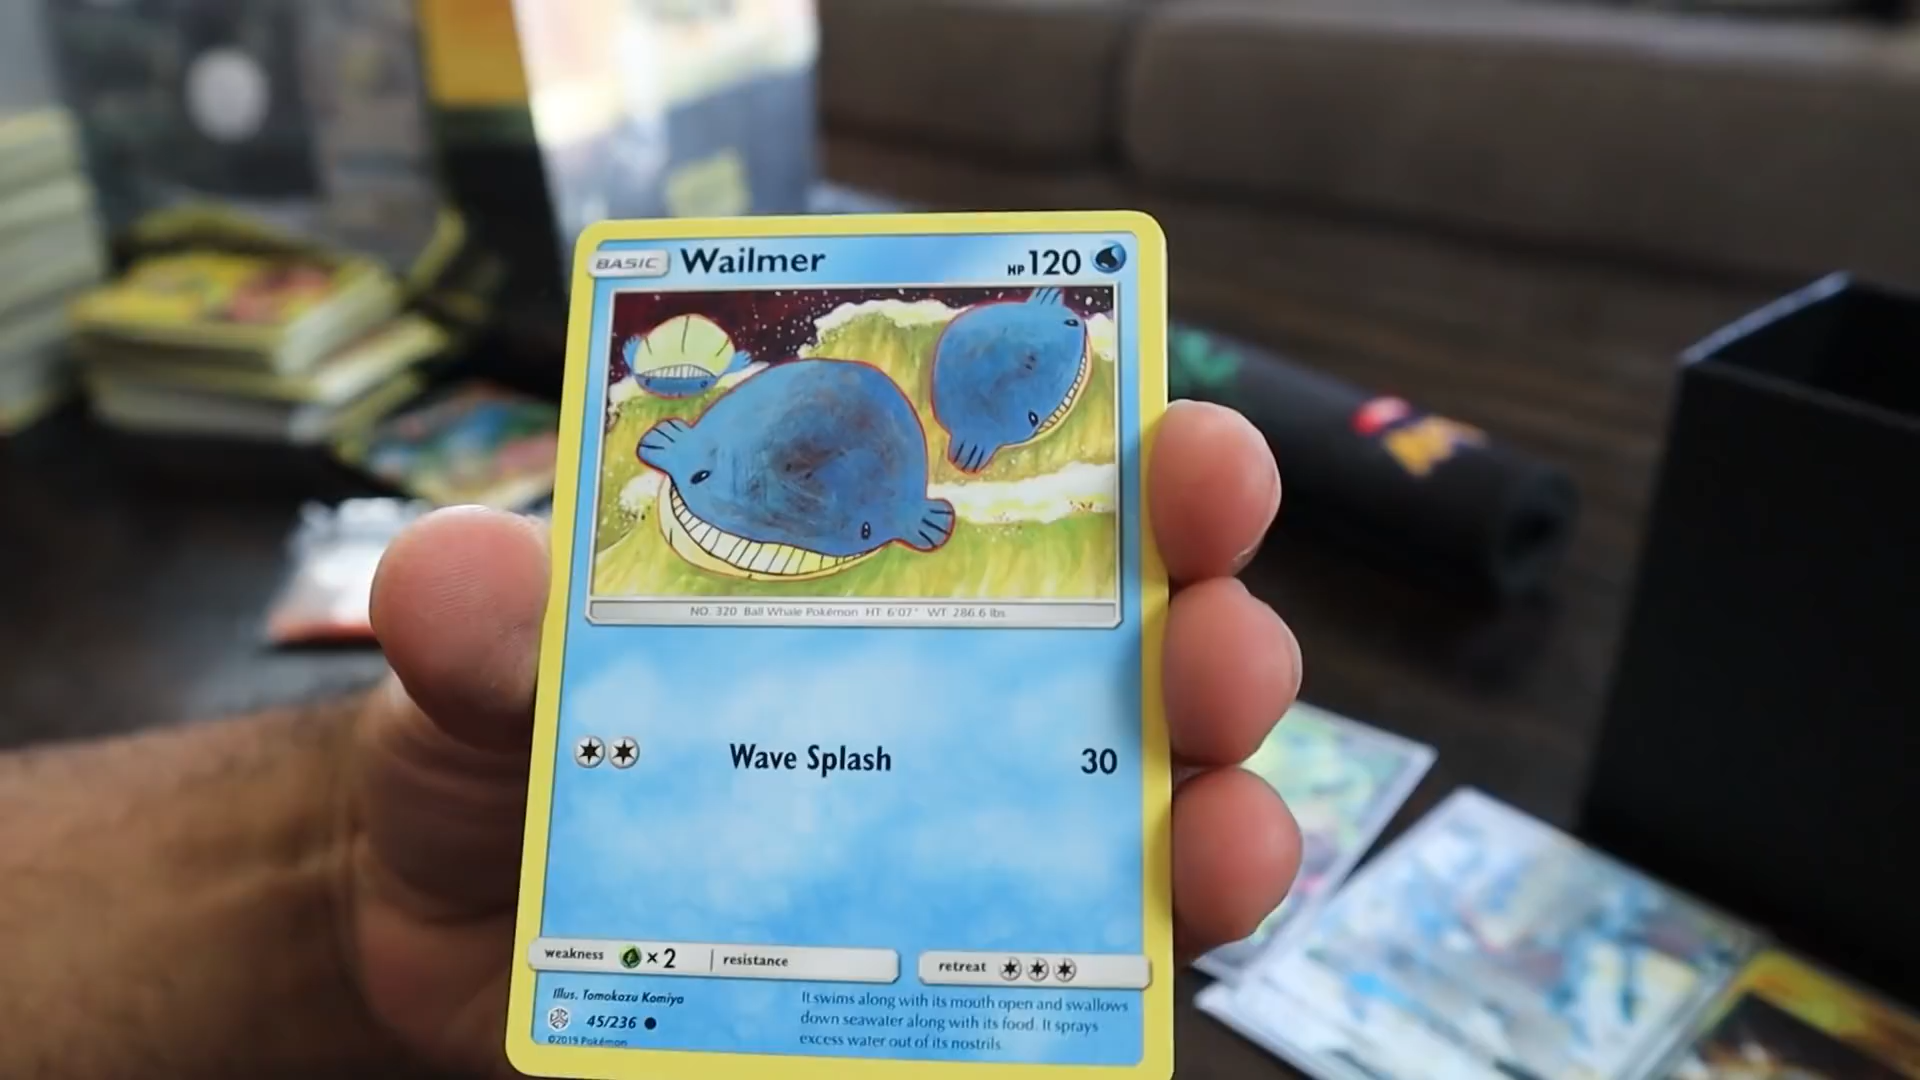 BASIC Wailmer HP 120
NO. 320 Ball Whale Pokémon HT: 6'07" WT: 286.6 lbs.
Wave Splash 30
weakness ×2 resistance retreat
Illus. Tomokazu Komiya
45/236
©2019 Pokémon
It swims along with its mouth open and swallows
down seawater along with its food. It sprays
excess water out of its nostrils.